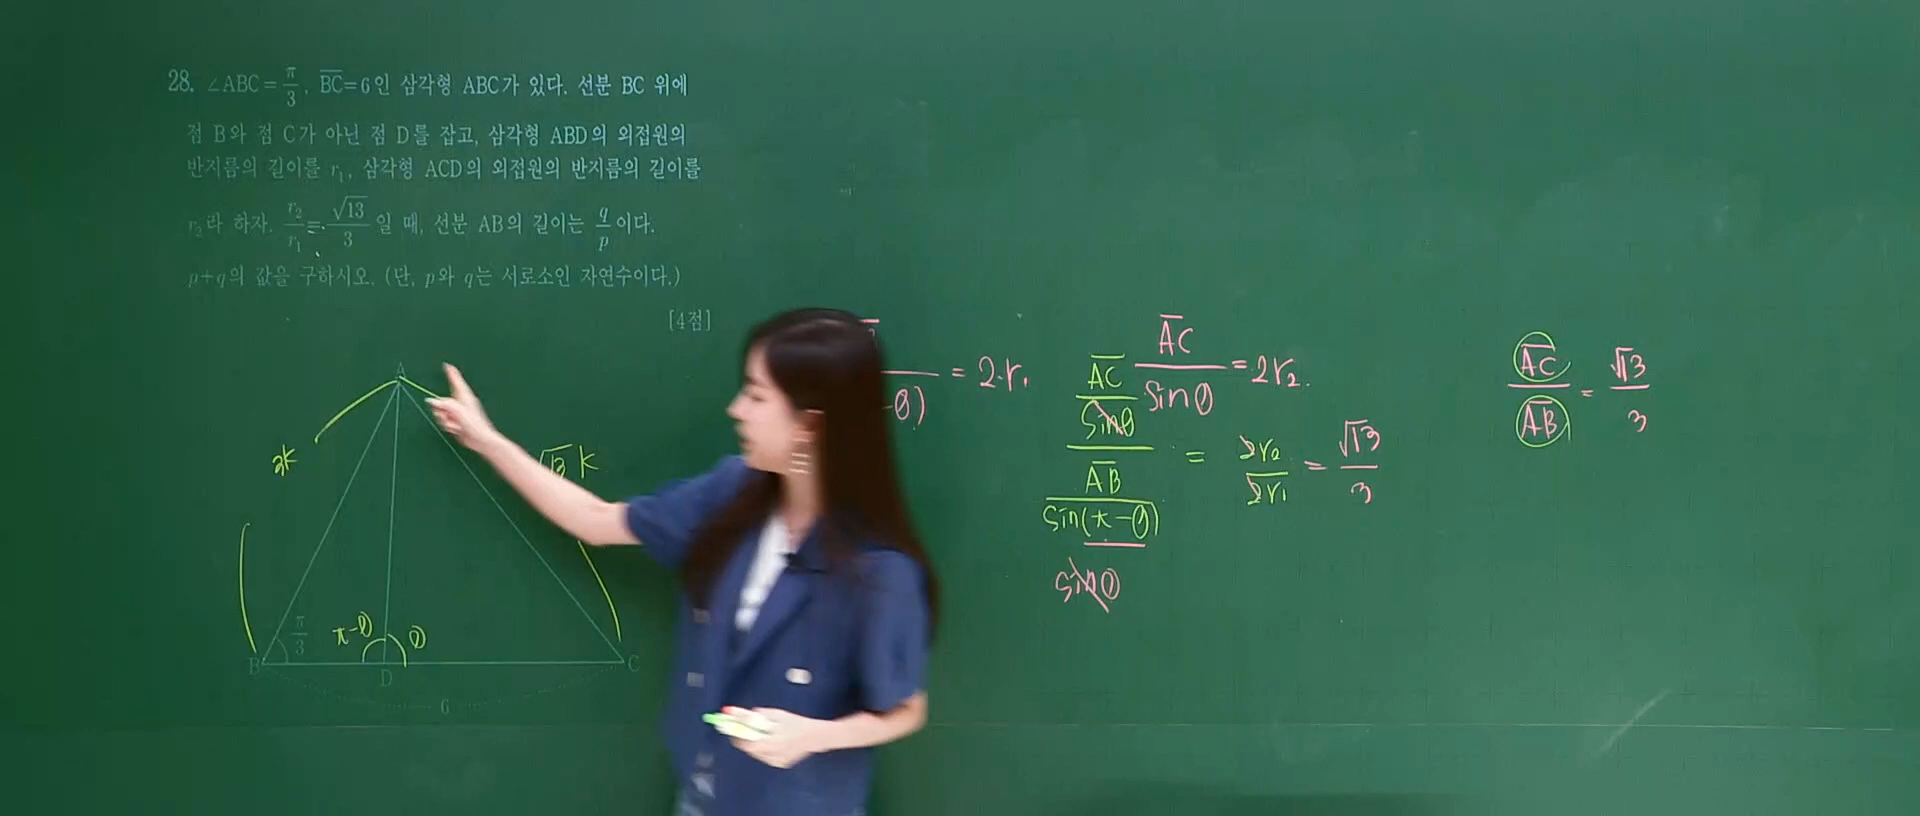 28. ∠ABC = π/3, BC = 6인 삼각형 ABC가 있다. 선분 BC 위에
점 B와 점 C가 아닌 점 D를 잡고, 삼각형 ABD의 외접원의
반지름의 길이를 r₁, 삼각형 ACD의 외접원의 반지름의 길이를
r₂라 하자. r₂/r₁ = √13/3 일 때, 선분 AB의 길이는 q/p 이다.
p+q의 값을 구하시오. (단, p와 q는 서로소인 자연수이다.)
[4점]
= 2·r₁
AC/sinθ = 2r₂
(AC/sinθ)/(AB/sin(π-θ)) = 2r₂/2r₁ = √13/3
sinθ
AC/AB = √13/3
A
3K
√13 K
π/3
π-θ
θ
B
D
C
6